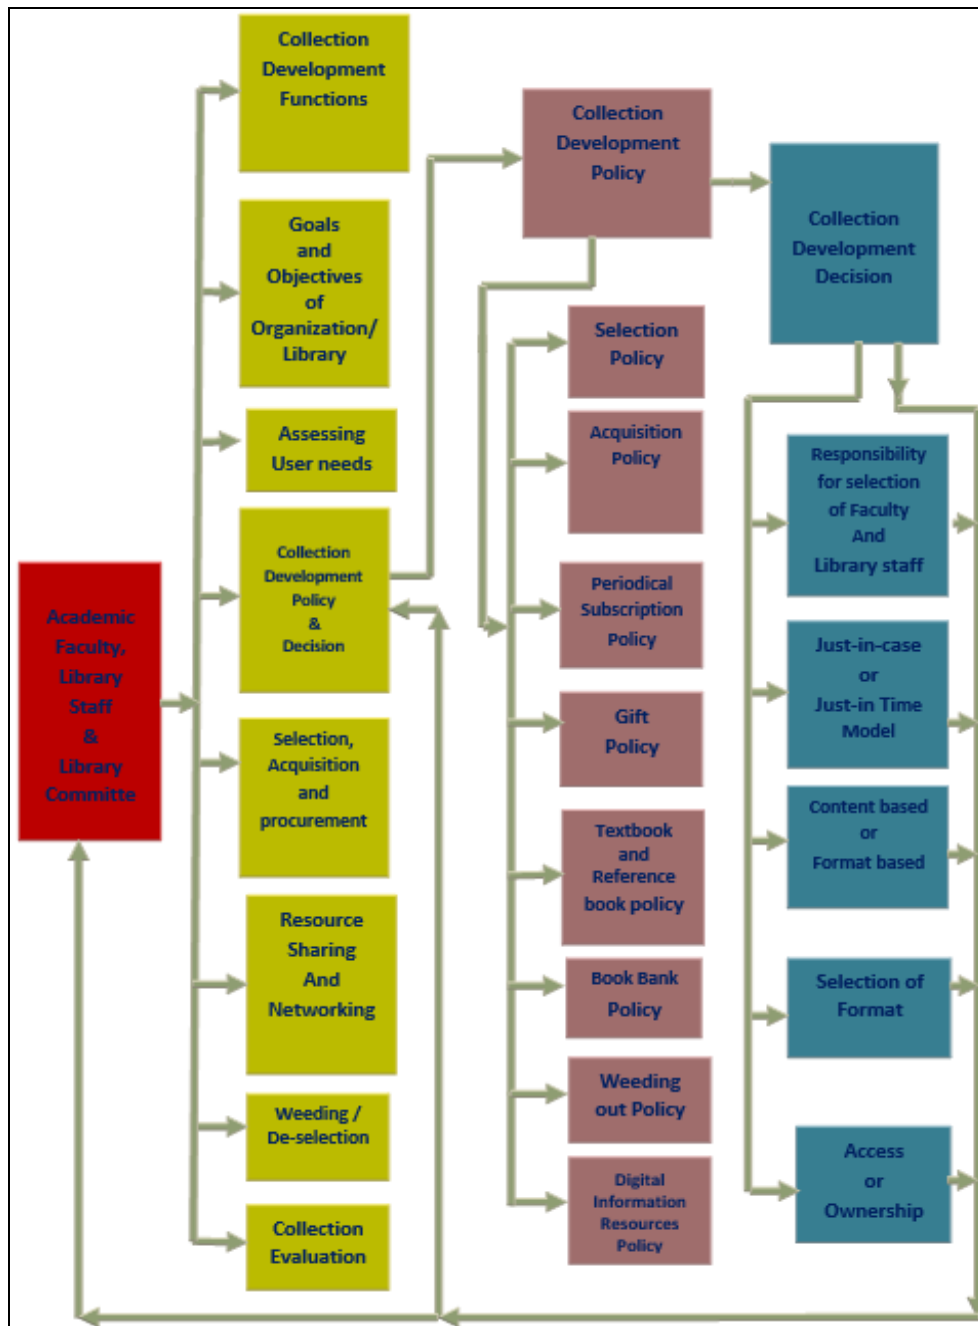 Collection
Development
Functions
Goals
and
Objectives
of
Organization/
Library
Assessing
User needs
Collection
Development
Policy
&
Decision
Academic
Faculty,
Library
Staff
&
Library
Committe
Selection,
Acquisition
and
procurement
Resource
Sharing
And
Networking
Weeding /
De-selection
Collection
Evaluation
Collection
Development
Policy
Selection
Policy
Acquisition
Policy
Periodical
Subscription
Policy
Gift
Policy
Textbook
and
Reference
book policy
Book Bank
Policy
Weeding
out Policy
Digital
Information
Resources
Policy
Collection
Development
Decision
Responsibility
for selection
of Faculty
And
Library staff
Just-in-case
or
Just-in Time
Model
Content based
or
Format based
Selection of
Format
Access
or
Ownership